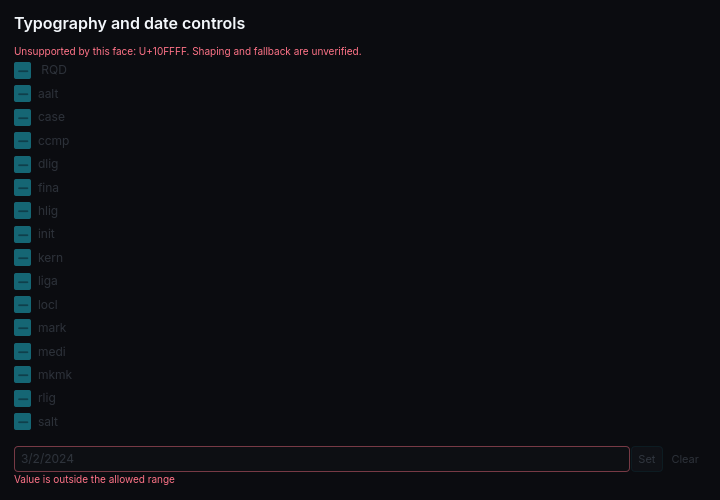 Typography and date controls
Unsupported by this face: U+10FFFF. Shaping and fallback are unverified.
RQD
aalt
case
ccmp
dlig
fina
hlig
init
kern
liga
locl
mark
medi
mkmk
rlig
salt
3/2/2024 Set Clear
Value is outside the allowed range